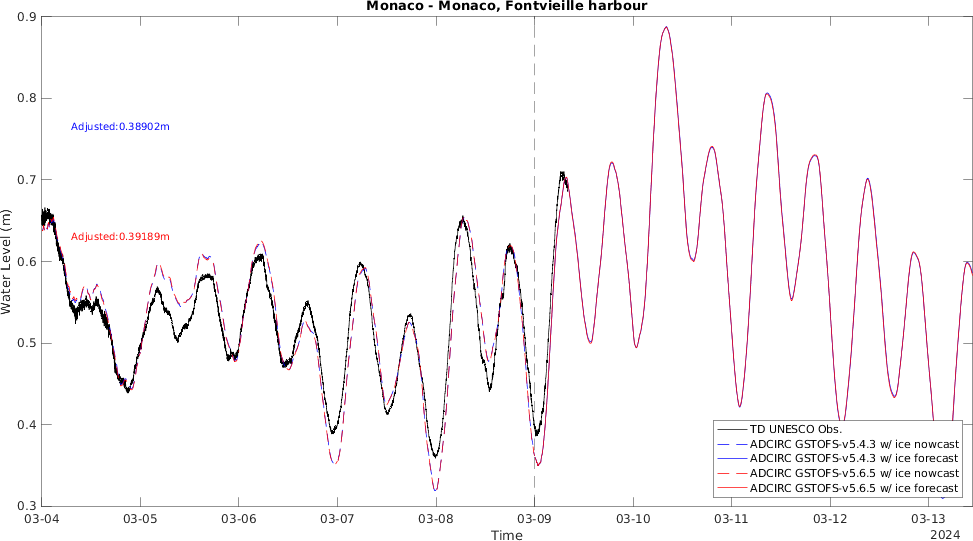 Monaco - Monaco, Fontvieille harbour
0.9
0.8
0.7
0.6
0.5
0.4
0.3
Water Level (m)
Adjusted:0.38902m
Adjusted:0.39189m
TD UNESCO Obs.
ADCIRC GSTOFS-v5.4.3 w/ ice nowcast
ADCIRC GSTOFS-v5.4.3 w/ ice forecast
ADCIRC GSTOFS-v5.6.5 w/ ice nowcast
ADCIRC GSTOFS-v5.6.5 w/ ice forecast
03-04 03-05 03-06 03-07 03-08 03-09 03-10 03-11 03-12 03-13
Time
2024